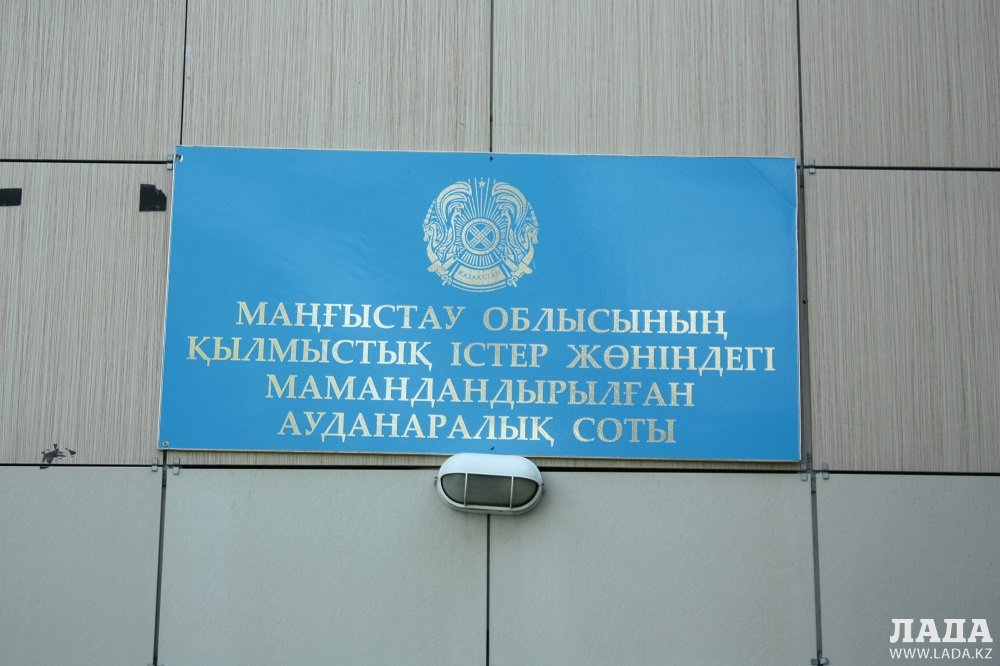 ҚАЗАҚСТАН
МАҢҒЫСТАУ ОБЛЫСЫНЫҢ
ҚЫЛМЫСТЫҚ ІСТЕР ЖӨНІНДЕГІ
МАМАНДАНДЫРЫЛҒАН
АУДАНАРАЛЫҚ СОТЫ
ЛАДА
WWW.LADA.KZ